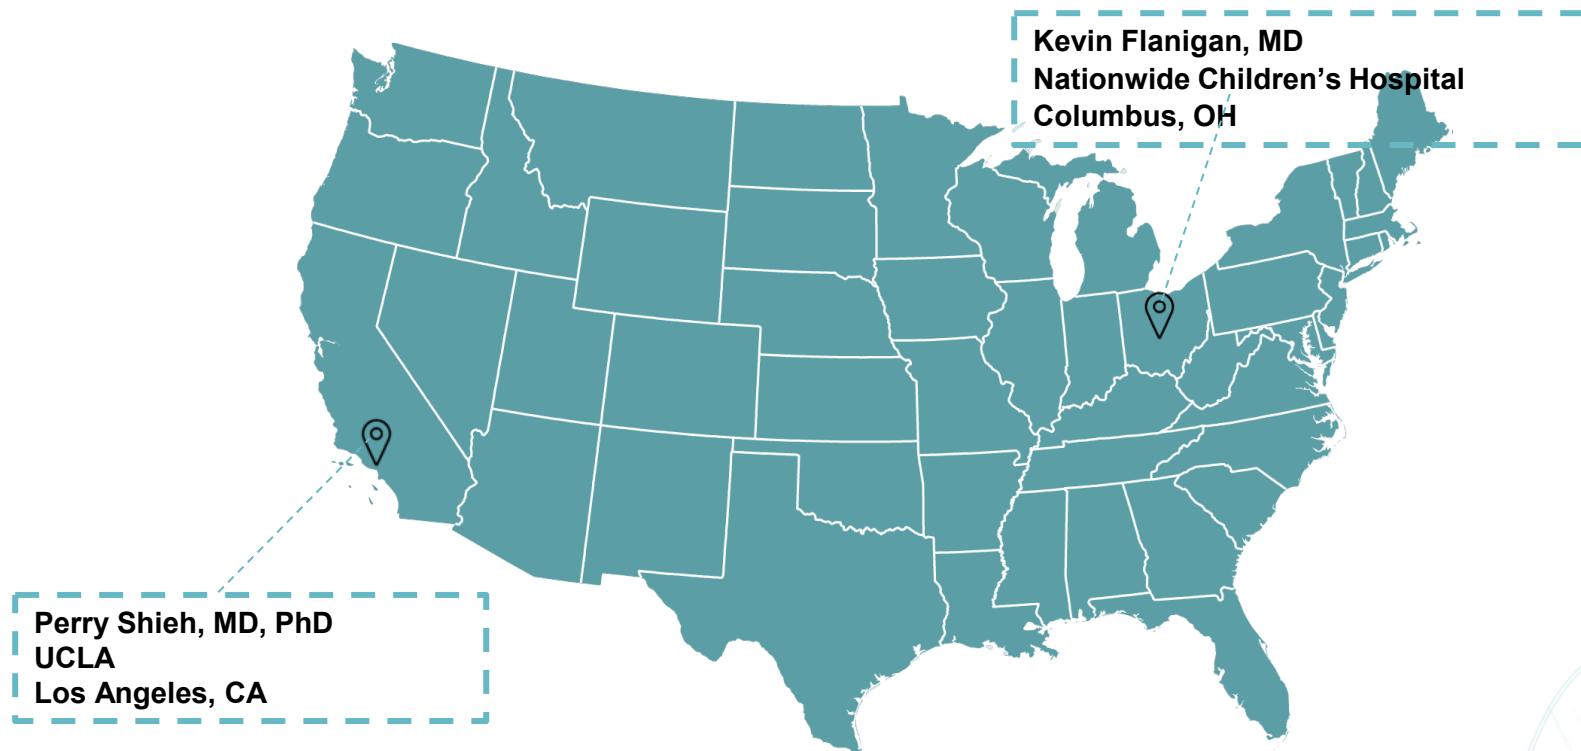 Kevin Flanigan, MD
Nationwide Children’s Hospital
Columbus, OH
Perry Shieh, MD, PhD
UCLA
Los Angeles, CA